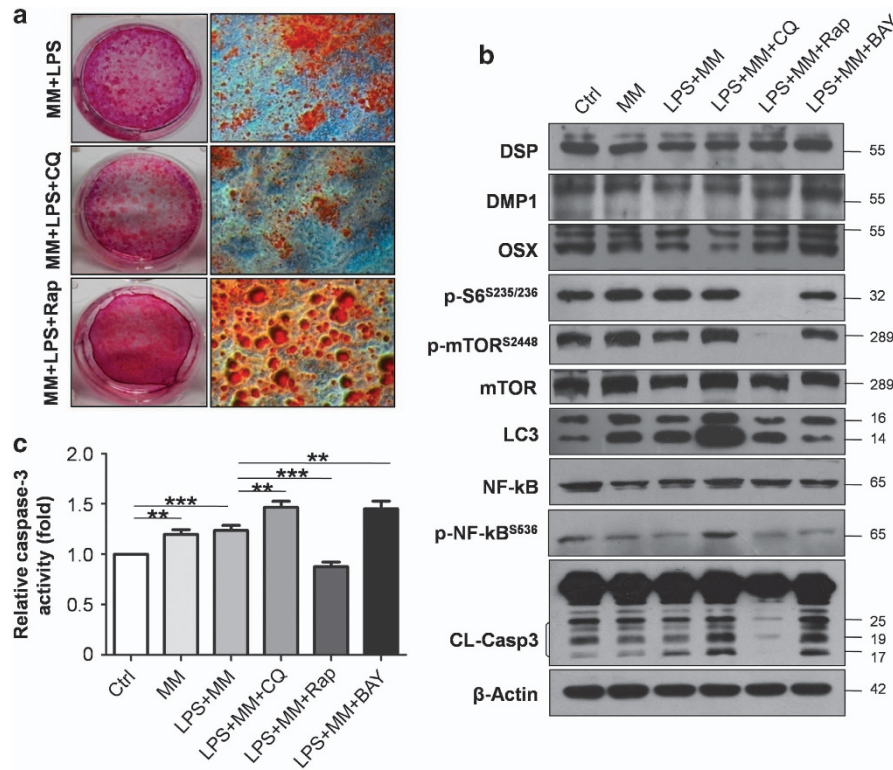 a
MM+LPS
MM+LPS+CQ
MM+LPS+Rap
b
Ctrl
MM
LPS+MM
LPS+MM+CQ
LPS+MM+Rap
LPS+MM+BAY
DSP
55
DMP1
55
OSX
55
p-S6S235/236
32
p-mTORS2448
289
mTOR
289
LC3
16
14
NF-kB
65
p-NF-kBS536
65
CL-Casp3
25
19
17
β-Actin
42
c
Relative caspase-3
activity (fold)
2.0
1.5
1.0
0.5
0
**
***
**
***
**
Ctrl
MM
LPS+MM
LPS+MM+CQ
LPS+MM+Rap
LPS+MM+BAY